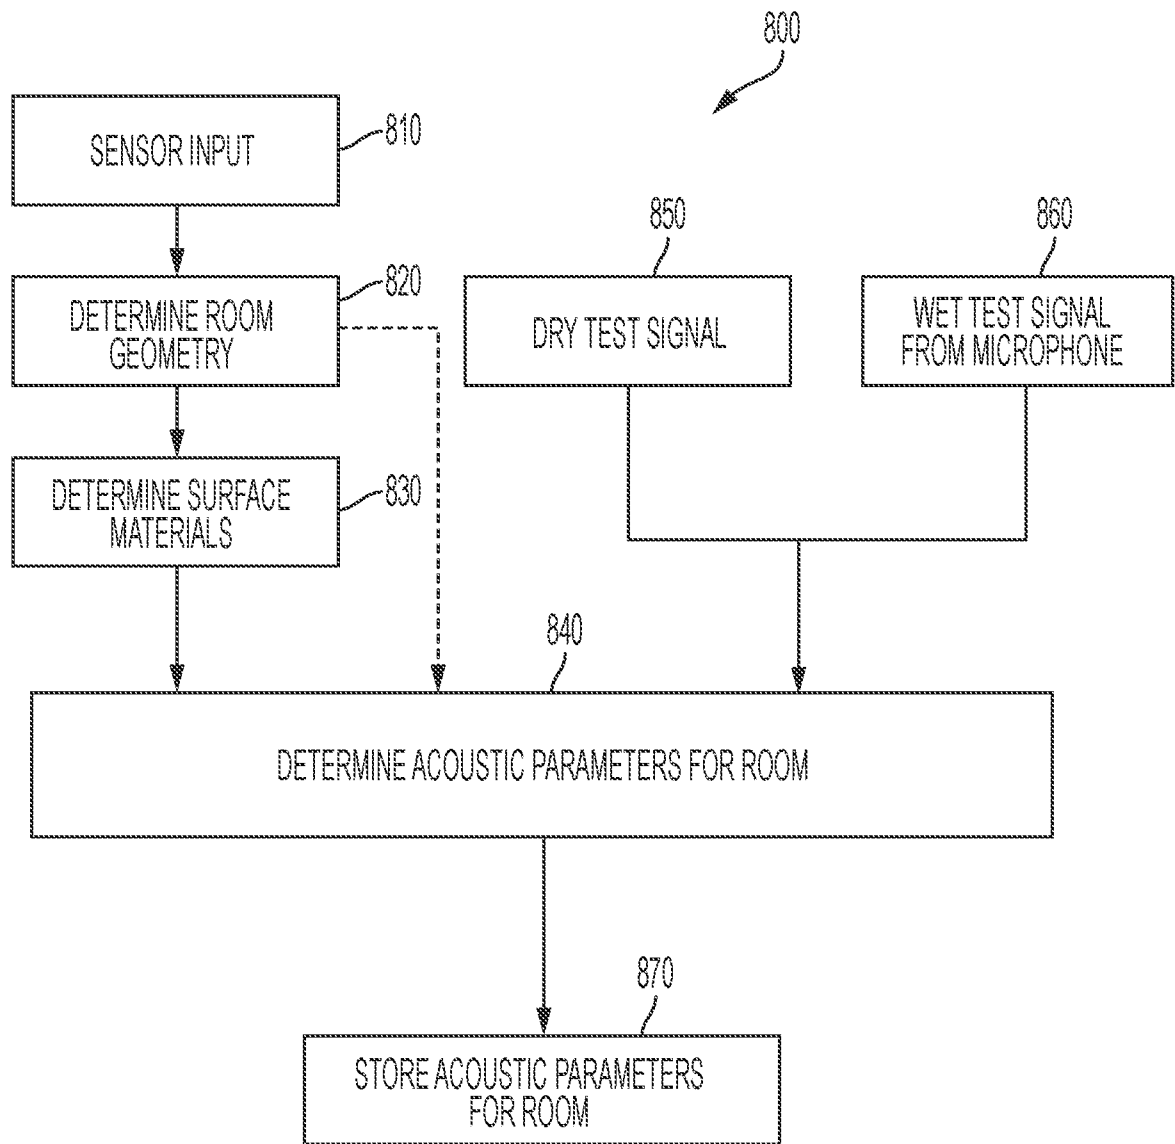 800
SENSOR INPUT
810
850
860
DETERMINE ROOM
GEOMETRY
820
DRY TEST SIGNAL
WET TEST SIGNAL
FROM MICROPHONE
DETERMINE SURFACE
MATERIALS
830
840
DETERMINE ACOUSTIC PARAMETERS FOR ROOM
870
STORE ACOUSTIC PARAMETERS
FOR ROOM